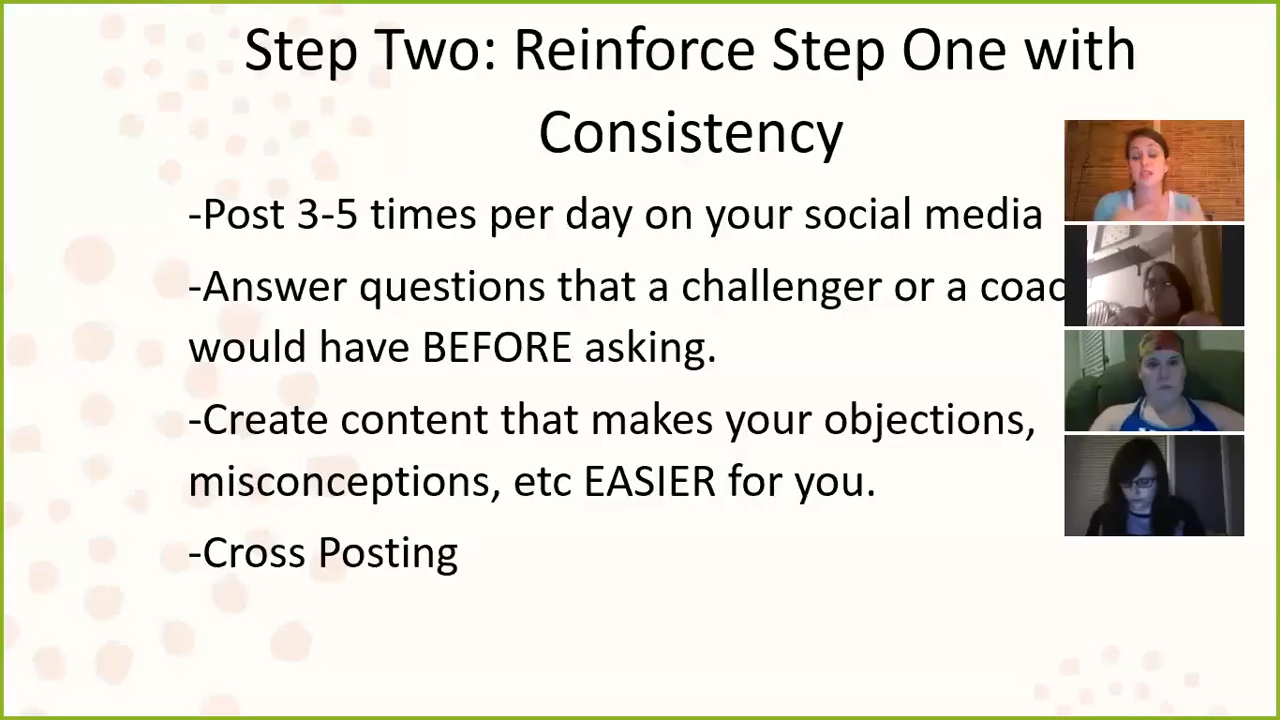 Step Two: Reinforce Step One with
Consistency
-Post 3-5 times per day on your social media
-Answer questions that a challenger or a coac
would have BEFORE asking.
-Create content that makes your objections,
misconceptions, etc EASIER for you.
-Cross Posting